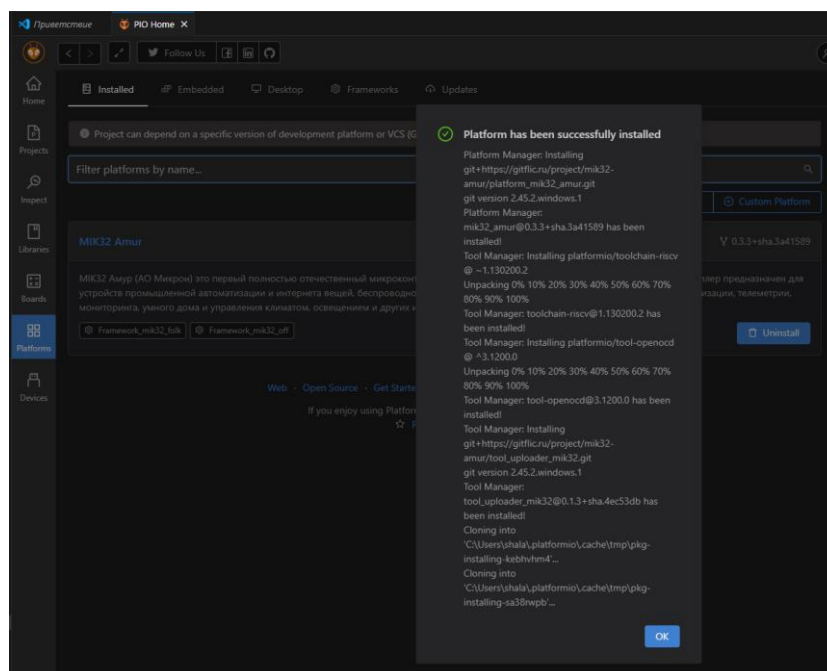 Приветствие
PIO Home
Follow Us
Home
Projects
Inspect
Libraries
Boards
Platforms
Devices
Installed
Embedded
Desktop
Frameworks
Updates
Project can depend on a specific version of development platform or VCS (G
Filter platforms by name...
Custom Platform
MIK32 Amur
0.3.3+sha.3a41589
MIK32 Амур (АО Микрон) это первый полностью отечественный микроконт
лер предназначен для
устройств промышленной автоматизации и интернета вещей, беспроводно
изации, телеметрии,
мониторинга, умного дома и управления климатом, освещением и других и
Framework_mik32_fslk
Framework_mik32_off
Uninstall
Web · Open Source · Get Starte
If you enjoy using Platfor
Platform has been successfully installed
Platform Manager: Installing
git+https://gitflic.ru/project/mik32-
amur/platform_mik32_amur.git
git version 2.45.2.windows.1
Platform Manager:
mik32_amur@0.3.3+sha.3a41589 has been
installed!
Tool Manager: Installing platformio/toolchain-riscv
@ ~1.130200.2
Unpacking 0% 10% 20% 30% 40% 50% 60% 70%
80% 90% 100%
Tool Manager: toolchain-riscv@1.130200.2 has
been installed!
Tool Manager: Installing platformio/tool-openocd
@ ^3.1200.0
Unpacking 0% 10% 20% 30% 40% 50% 60% 70%
80% 90% 100%
Tool Manager: tool-openocd@3.1200.0 has been
installed!
Tool Manager: Installing
git+https://gitflic.ru/project/mik32-
amur/tool_uploader_mik32.git
git version 2.45.2.windows.1
Tool Manager:
tool_uploader_mik32@0.1.3+sha.4ec53db has
been installed!
Cloning into
'C:\Users\shala\.platformio\.cache\tmp\pkg-
installing-kebhvhm4'...
Cloning into
'C:\Users\shala\.platformio\.cache\tmp\pkg-
installing-sa38rwpb'...
OK